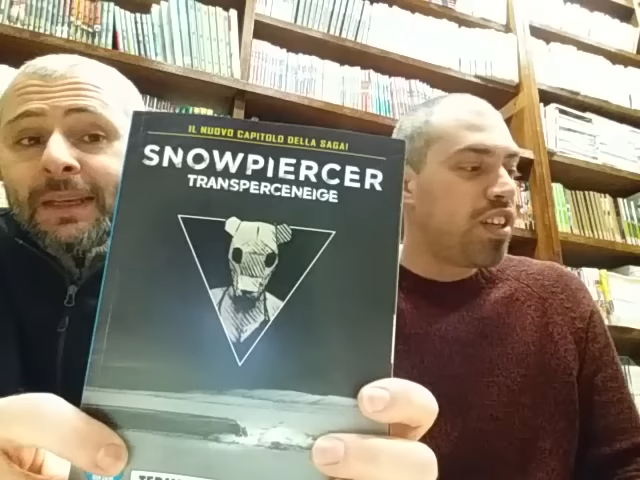 IL NUOVO CAPITOLO DELLA SAGA!
SNOWPIERCER
TRANSPERCENEIGE